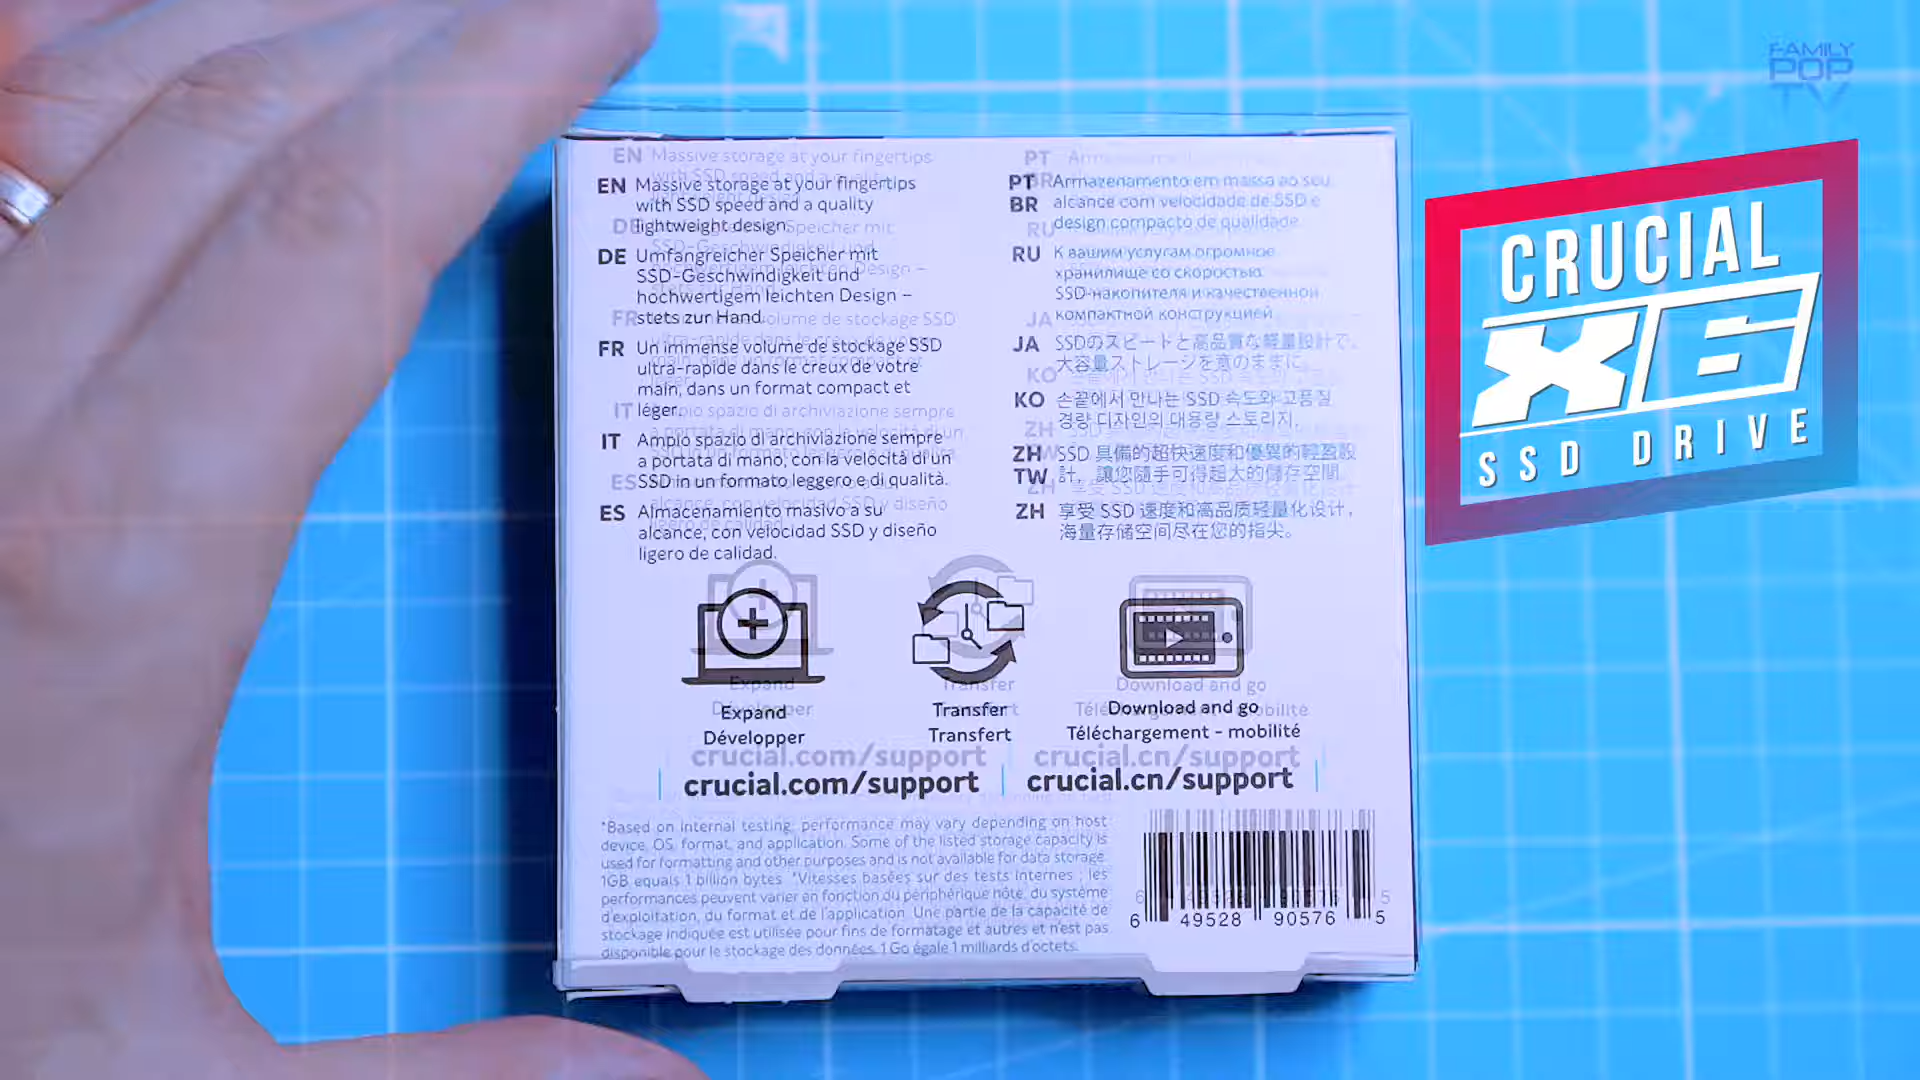 FAMILY
POP
TV
CRUCIAL
X6
SSD DRIVE
EN Massive storage at your fingertips
with SSD speed and a quality
lightweight design.
DE Umfangreicher Speicher mit
SSD-Geschwindigkeit und
hochwertigem leichten Design –
stets zur Hand.
FR Un immense volume de stockage SSD
ultra-rapide dans le creux de votre
main, dans un format compact et
léger.
IT Ampio spazio di archiviazione sempre
a portata di mano, con la velocità di un
SSD in un formato leggero e di qualità.
ES Almacenamiento masivo a su
alcance, con velocidad SSD y diseño
ligero de calidad.
PT Armazenamento em massa ao seu
BR alcance com velocidade de SSD e
design compacto de qualidade.
RU К вашим услугам огромное
хранилище со скоростью
SSD-накопителя и качественной
компактной конструкцией.
JA SSDのスピードと高品質な軽量設計で、
大容量ストレージを意のままに。
KO 손끝에서 만나는 SSD 속도와 고품질
경량 디자인의 대용량 스토리지.
ZH SSD 具備的超快速度和優異的輕盈設
TW 計，讓您隨手可得超大的儲存空間。
ZH 享受 SSD 速度和高品质轻量化设计，
海量存储空间尽在您的指尖。
Expand
Développer
Transfer
Transfert
Download and go
Téléchargement - mobilité
crucial.com/support
crucial.cn/support
*Based on internal testing; performance may vary depending on host
device, OS, format, and application. Some of the listed storage capacity is
used for formatting and other purposes and is not available for data storage.
1GB equals 1 billion bytes. *Vitesses basées sur des tests internes ; les
performances peuvent varier en fonction du périphérique hôte, du système
d'exploitation, du format et de l'application. Une partie de la capacité de
stockage indiquée est utilisée pour fins de formatage et autres et n'est pas
disponible pour le stockage des données. 1 Go égale 1 milliards d'octets.
6 49528 90576 5